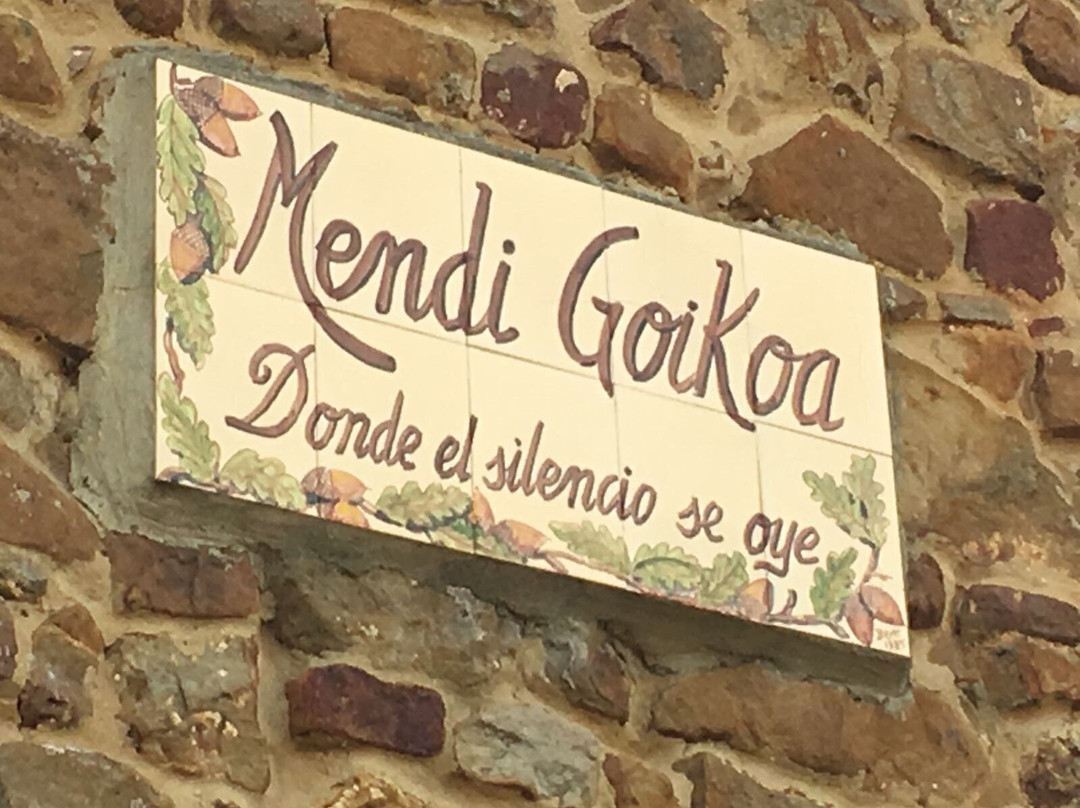 Mendi Goikoa
Donde el silencio se oye